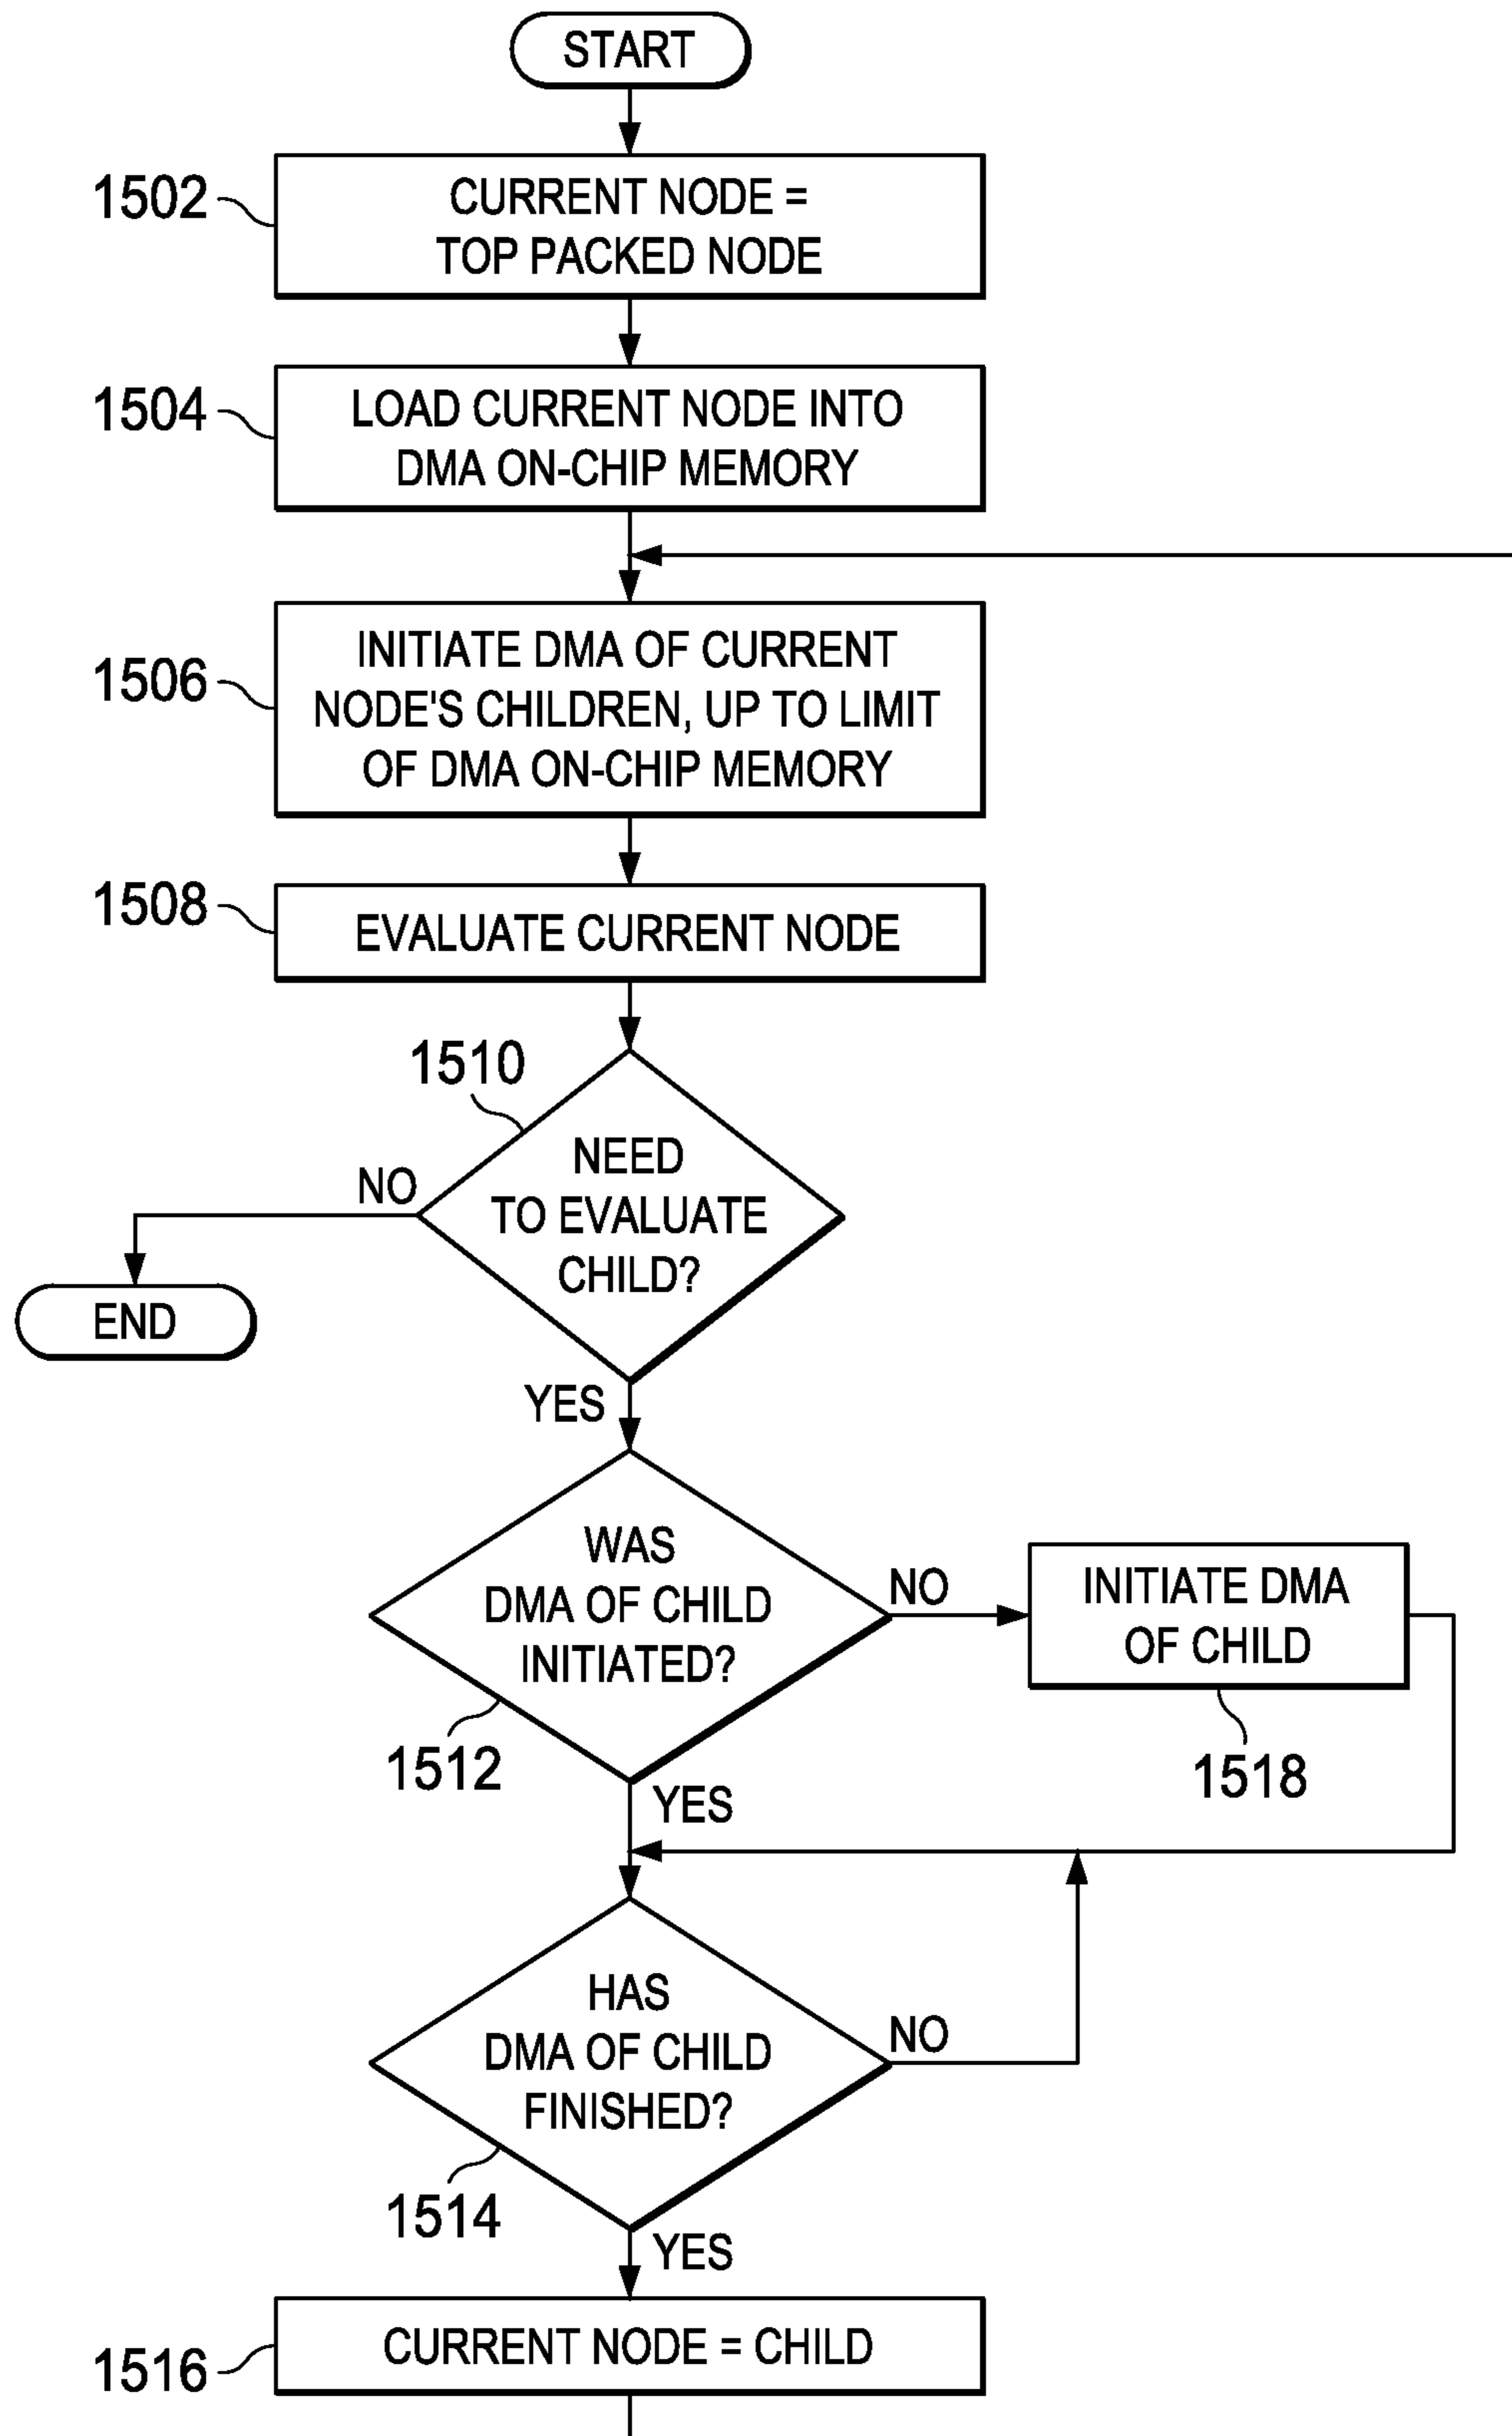 START
1502
CURRENT NODE =
TOP PACKED NODE
1504
LOAD CURRENT NODE INTO
DMA ON-CHIP MEMORY
1506
INITIATE DMA OF CURRENT
NODE'S CHILDREN, UP TO LIMIT
OF DMA ON-CHIP MEMORY
1508
EVALUATE CURRENT NODE
1510
NEED
TO EVALUATE
CHILD?
NO
END
YES
WAS
DMA OF CHILD
INITIATED?
1512
NO
INITIATE DMA
OF CHILD
1518
YES
HAS
DMA OF CHILD
FINISHED?
1514
NO
YES
1516
CURRENT NODE = CHILD